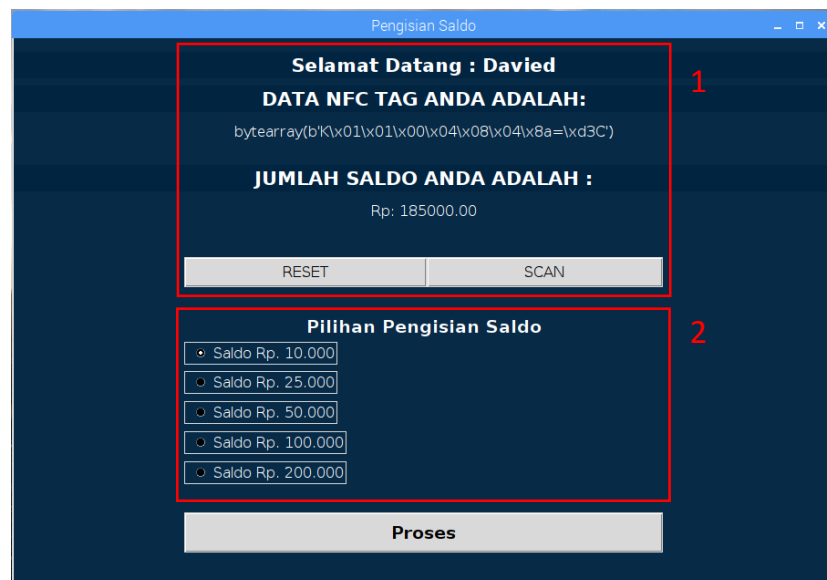 Pengisian Saldo
Selamat Datang : Davied
1
DATA NFC TAG ANDA ADALAH:
bytearray(b'K\x01\x01\x00\x04\x08\x04\x8a=\xd3C')
JUMLAH SALDO ANDA ADALAH :
Rp: 185000.00
RESET SCAN
Pilihan Pengisian Saldo
2
Saldo Rp. 10.000
Saldo Rp. 25.000
Saldo Rp. 50.000
Saldo Rp. 100.000
Saldo Rp. 200.000
Proses